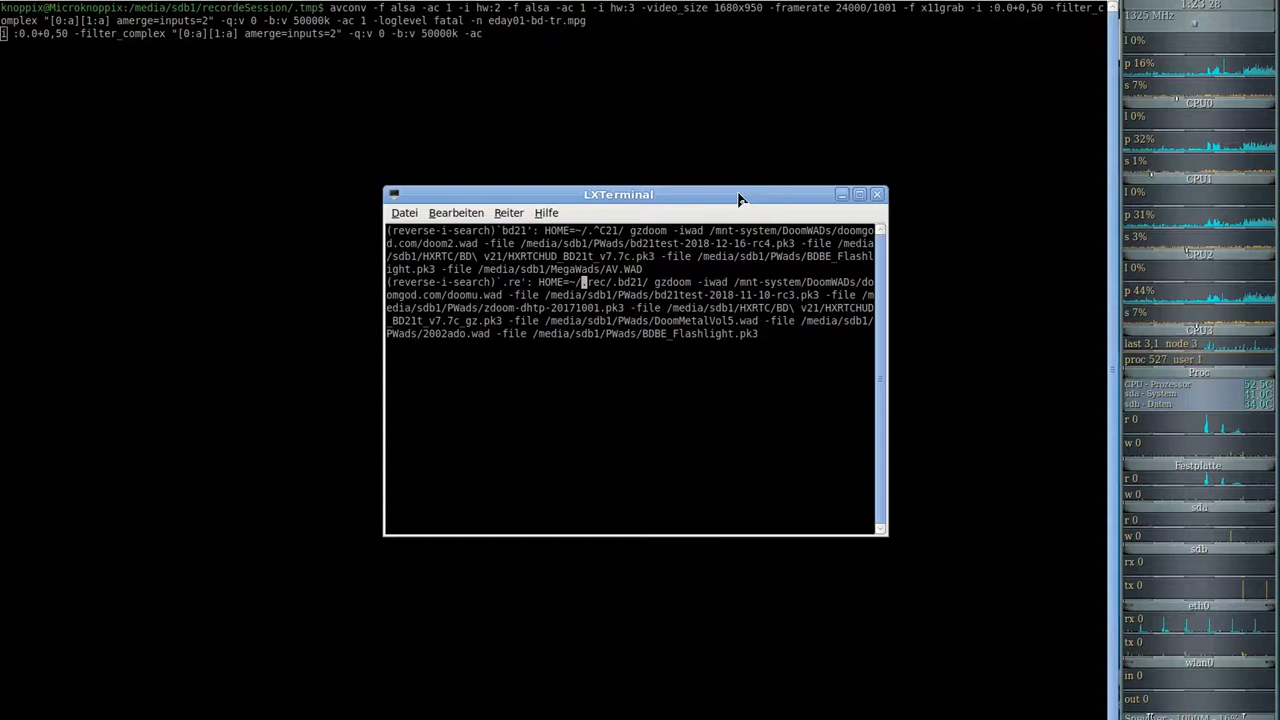 knoppix@Microknoppix:/media/sdb1/recordeSession/.tmp$ avconv -f alsa -ac 1 -i hw:2 -f alsa -ac 1 -i hw:3 -video_size 1680x950 -framerate 24000/1001 -f x11grab -i :0.0+0,50 -filter_c
omplex "[0:a][1:a] amerge=inputs=2" -q:v 0 -b:v 50000k -ac 1 -loglevel fatal -n eday01-bd-tr.mpg
i :0.0+0,50 -filter_complex "[0:a][1:a] amerge=inputs=2" -q:v 0 -b:v 50000k -ac
LXTerminal
Datei Bearbeiten Reiter Hilfe
(reverse-i-search)`bd21': HOME=~/.^C21/ gzdoom -iwad /mnt-system/DoomWADs/doomgo
d.com/doom2.wad -file /media/sdb1/PWads/bd21test-2018-12-16-rc4.pk3 -file /media
/sdb1/HXRTC/BD\ v21/HXRTCHUD_BD21t_v7.7c.pk3 -file /media/sdb1/PWads/BDBE_Flashl
ight.pk3 -file /media/sdb1/MegaWads/AV.WAD
(reverse-i-search)`.re': HOME=~/.rec/.bd21/ gzdoom -iwad /mnt-system/DoomWADs/do
omgod.com/doomu.wad -file /media/sdb1/PWads/bd21test-2018-11-10-rc3.pk3 -file /m
edia/sdb1/PWads/zdoom-dhtp-20171001.pk3 -file /media/sdb1/HXRTC/BD\ v21/HXRTCHUD
_BD21t_v7.7c_gz.pk3 -file /media/sdb1/PWads/DoomMetalVol5.wad -file /media/sdb1/
PWads/2002ado.wad -file /media/sdb1/PWads/BDBE_Flashlight.pk3
1:23 28
1325 MHz
l 0%
p 16%
s 7%
CPU0
l 0%
p 32%
s 1%
CPU1
l 0%
p 31%
s 3%
CPU2
l 0%
p 44%
s 7%
CPU3
last 3,1 node 3
proc 527 user 1
Proc
CPU - Prozessor 52.5C
sda - System 41.0C
sdb - Daten 34.0C
r 0
w 0
Festplatte
r 0
w 0
sda
r 0
w 0
sdb
rx 0
tx 0
eth0
rx 0
tx 0
wlan0
in 0
out 0